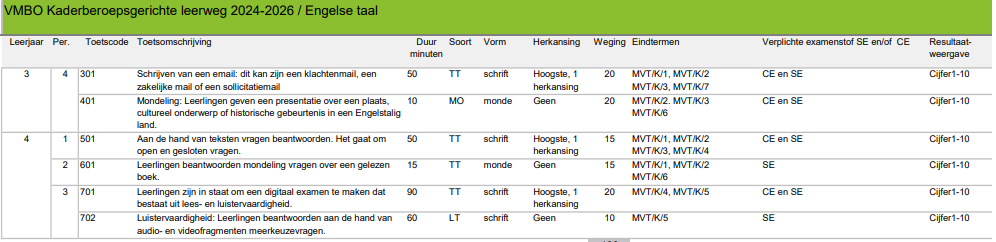 VMBO Kaderberoepsgerichte leerweg 2024-2026 / Engelse taal
Leerjaar Per. Toetscode Toetsomschrijving Duur minuten Soort Vorm Herkansing Weging Eindtermen Verplichte examenstof SE en/of CE Resultaat-weergave
3 4 301 Schrijven van een email: dit kan zijn een klachtenmail, een 50 TT schrift Hoogste, 1 20 MVT/K/1, MVT/K/2 CE en SE Cijfer1-10
zakelijke mail of een sollicitatiemail herkansing MVT/K/3, MVT/K/7
401 Mondeling: Leerlingen geven een presentatie over een plaats, 10 MO monde Geen 20 MVT/K/2. MVT/K/3 CE en SE Cijfer1-10
cultureel onderwerp of historische gebeurtenis in een Engelstalig MVT/K/6
land.
4 1 501 Aan de hand van teksten vragen beantwoorden. Het gaat om 50 TT schrift Hoogste, 1 15 MVT/K/1, MVT/K/2 CE en SE Cijfer1-10
open en gesloten vragen. herkansing MVT/K/3, MVT/K/4
2 601 Leerlingen beantwoorden mondeling vragen over een gelezen 15 TT monde Geen 15 MVT/K/1, MVT/K/2 SE Cijfer1-10
boek. MVT/K/6
3 701 Leerlingen zijn in staat om een digitaal examen te maken dat 90 TT schrift Hoogste, 1 20 MVT/K/4, MVT/K/5 CE en SE Cijfer1-10
bestaat uit lees- en luistervaardigheid. herkansing
702 Luistervaardigheid: Leerlingen beantwoorden aan de hand van 60 LT schrift Geen 10 MVT/K/5 SE Cijfer1-10
audio- en videofragmenten meerkeuzevragen.